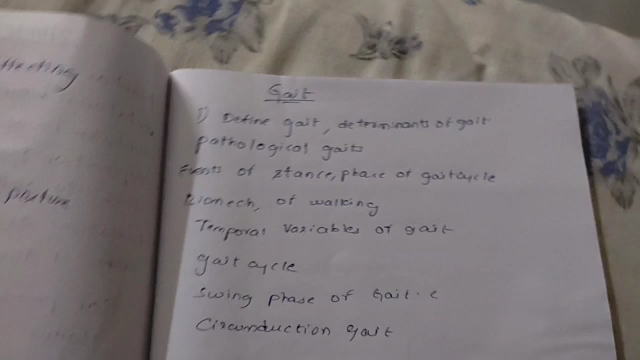 Gait
1) Define gait, determinants of gait
pathological gaits
Events of stance, phase of gait cycle
Biomech, of walking
Temporal variables of gait
gait cycle
Swing phase of Gait. c
Circumduction gait
posture